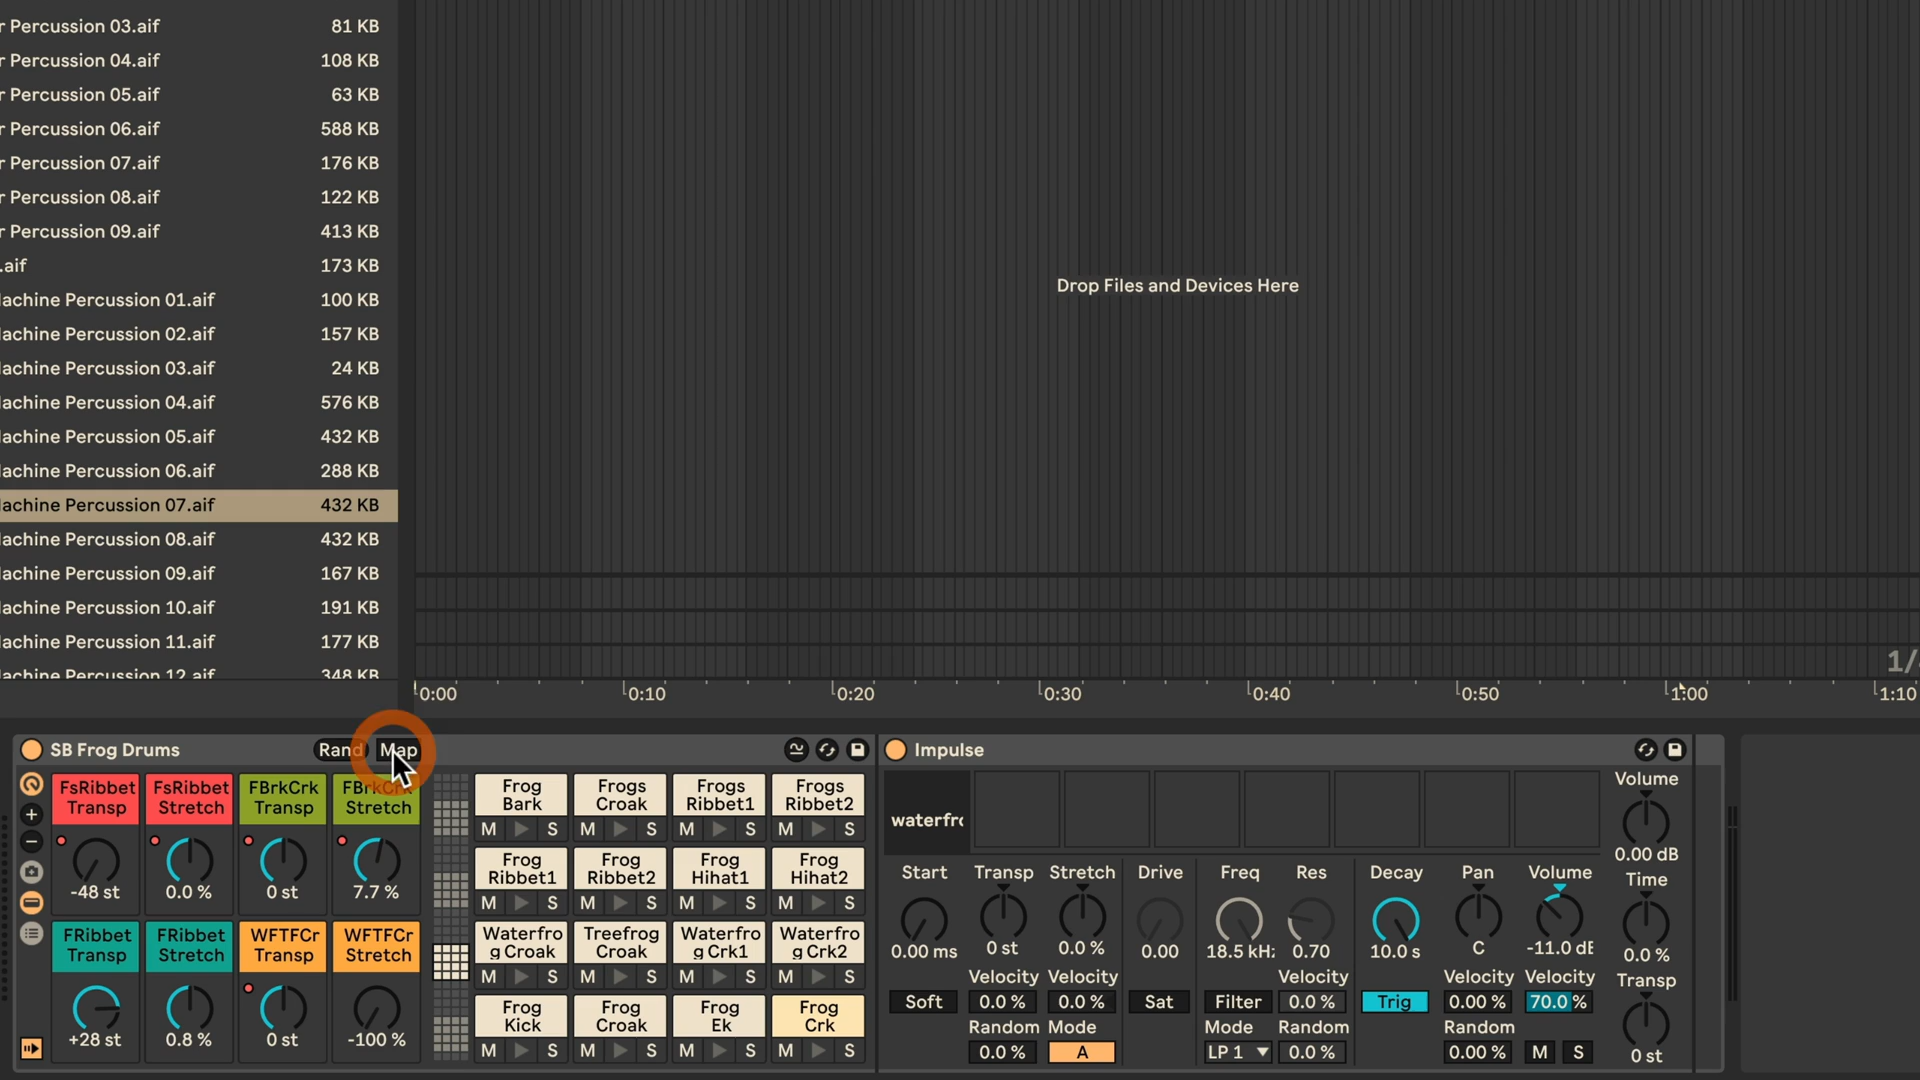 r Percussion 03.aif 81 KB
r Percussion 04.aif 108 KB
r Percussion 05.aif 63 KB
r Percussion 06.aif 588 KB
r Percussion 07.aif 176 KB
r Percussion 08.aif 122 KB
r Percussion 09.aif 413 KB
.aif 173 KB
achine Percussion 01.aif 100 KB
achine Percussion 02.aif 157 KB
achine Percussion 03.aif 24 KB
achine Percussion 04.aif 576 KB
achine Percussion 05.aif 432 KB
achine Percussion 06.aif 288 KB
achine Percussion 07.aif 432 KB
achine Percussion 08.aif 432 KB
achine Percussion 09.aif 167 KB
achine Percussion 10.aif 191 KB
achine Percussion 11.aif 177 KB
achine Percussion 12.aif 348 KB
Drop Files and Devices Here
1/
0:00 0:10 0:20 0:30 0:40 0:50 1:00 1:10
SB Frog Drums Rand Map
FsRibbet Transp
FsRibbet Stretch
FBrkCrk Transp
FBrkCrk Stretch
-48 st 0.0 % 0 st 7.7 %
FRibbet Transp
FRibbet Stretch
WFTFCr Transp
WFTFCr Stretch
+28 st 0.8 % 0 st -100 %
Frog Bark
Frogs Croak
Frogs Ribbet1
Frogs Ribbet2
M S M S M S M S
Frog Ribbet1
Frog Ribbet2
Frog Hihat1
Frog Hihat2
M S M S M S M S
Waterfro g Croak
Treefrog Croak
Waterfro g Crk1
Waterfro g Crk2
M S M S M S M S
Frog Kick
Frog Croak
Frog Ek
Frog Crk
M S M S M S M S
Impulse
waterfr
Start Transp Stretch Drive Freq Res Decay Pan Volume
0.00 ms 0 st 0.0 % 0.00 18.5 kH 0.70 10.0 s C -11.0 dB
Velocity Velocity Velocity Velocity Velocity
Soft 0.0 % 0.0 % Sat Filter 0.0 % Trig 0.00 % 70.0 %
Random Mode Mode Random Random
0.0 % A LP 1 0.0 % 0.00 % M S
Volume
0.00 dB
Time
0.0 %
Transp
0 st